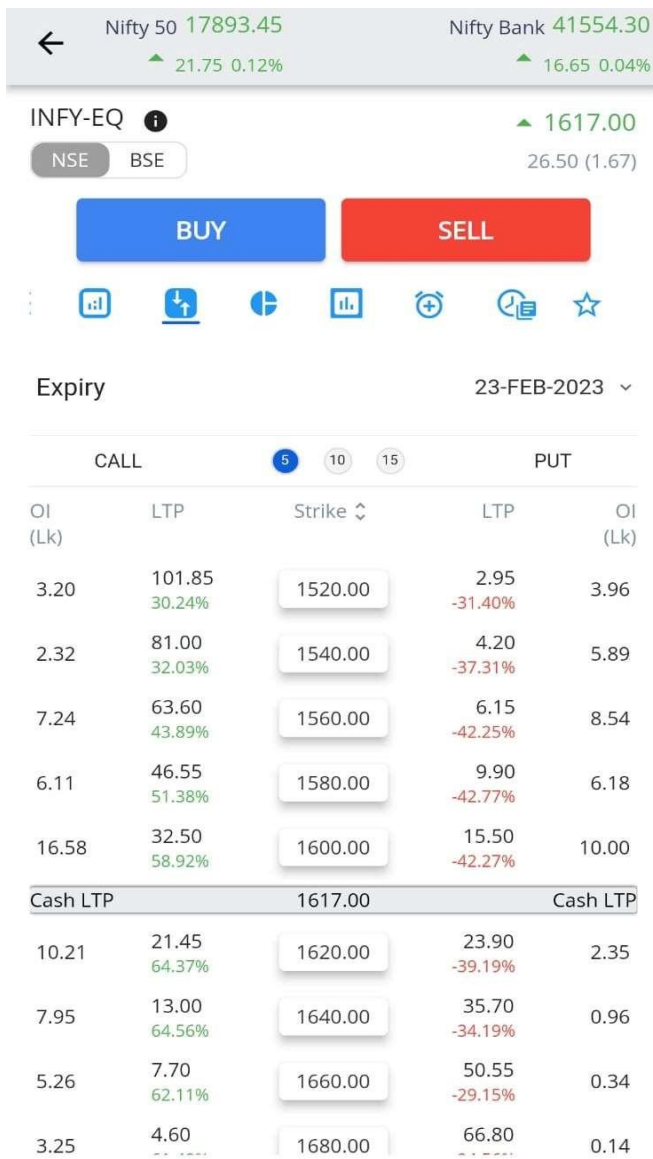 Nifty 50 17893.45 Nifty Bank 41554.30
21.75 0.12% 16.65 0.04%
INFY-EQ 1617.00
NSE BSE 26.50 (1.67)
BUY SELL
Expiry 23-FEB-2023
CALL 5 10 15 PUT
OI LTP Strike LTP OI
(Lk) (Lk)
3.20 101.85 1520.00 2.95 3.96
30.24% -31.40%
2.32 81.00 1540.00 4.20 5.89
32.03% -37.31%
7.24 63.60 1560.00 6.15 8.54
43.89% -42.25%
6.11 46.55 1580.00 9.90 6.18
51.38% -42.77%
16.58 32.50 1600.00 15.50 10.00
58.92% -42.27%
Cash LTP 1617.00 Cash LTP
10.21 21.45 1620.00 23.90 2.35
64.37% -39.19%
7.95 13.00 1640.00 35.70 0.96
64.56% -34.19%
5.26 7.70 1660.00 50.55 0.34
62.11% -29.15%
3.25 4.60 1680.00 66.80 0.14